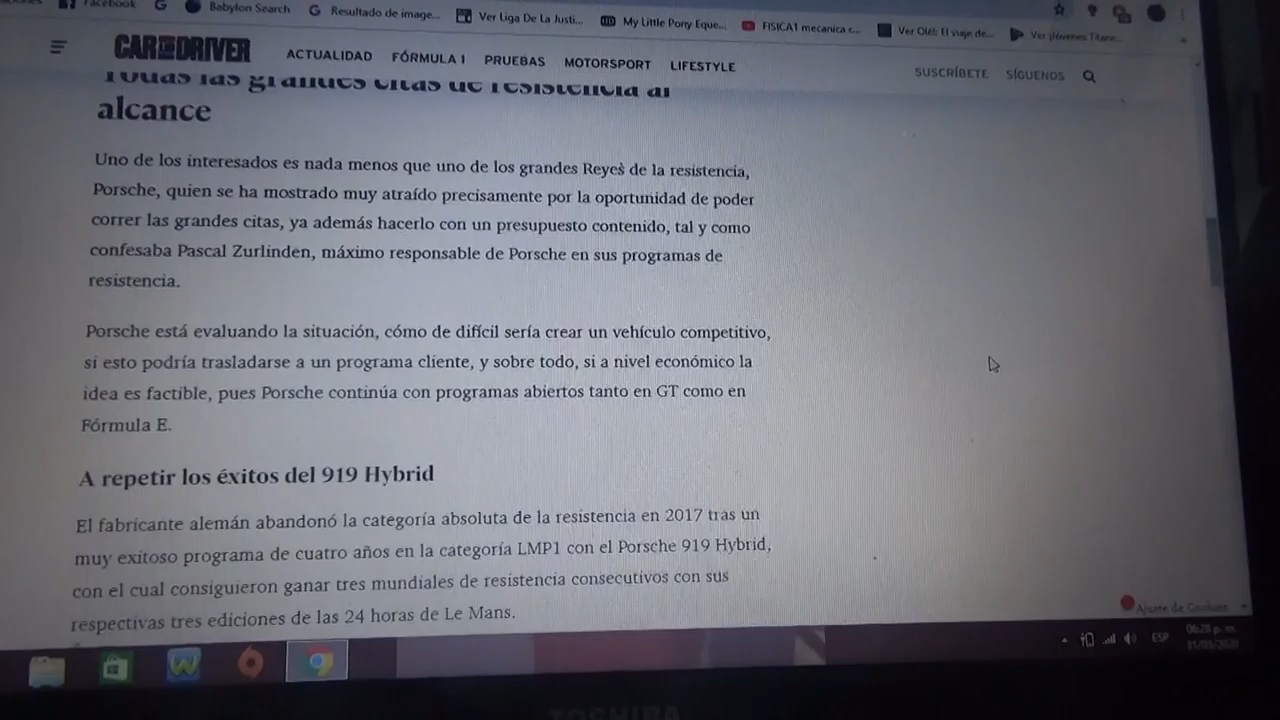 Facebook
Babylon Search
Resultado de image...
Ver Liga De La Justi...
My Little Pony Eque...
FISICA1 mecanica c...
Ver Olé!: El viaje de...
Ver ¡Jóvenes Titane...
CAR AND DRIVER
ACTUALIDAD FÓRMULA 1 PRUEBAS MOTORSPORT LIFESTYLE
SUSCRÍBETE SÍGUENOS
Todas las grandes citas de resistencia al
alcance
Uno de los interesados es nada menos que uno de los grandes Reyes de la resistencia,
Porsche, quien se ha mostrado muy atraído precisamente por la oportunidad de poder
correr las grandes citas, ya además hacerlo con un presupuesto contenido, tal y como
confesaba Pascal Zurlinden, máximo responsable de Porsche en sus programas de
resistencia.
Porsche está evaluando la situación, cómo de difícil sería crear un vehículo competitivo,
si esto podría trasladarse a un programa cliente, y sobre todo, si a nivel económico la
idea es factible, pues Porsche continúa con programas abiertos tanto en GT como en
Fórmula E.
A repetir los éxitos del 919 Hybrid
El fabricante alemán abandonó la categoría absoluta de la resistencia en 2017 tras un
muy exitoso programa de cuatro años en la categoría LMP1 con el Porsche 919 Hybrid,
con el cual consiguieron ganar tres mundiales de resistencia consecutivos con sus
respectivas tres ediciones de las 24 horas de Le Mans.
Ajuste de Cookies
ESP
06:28 p. m.
31/05/2020
TOSHIBA